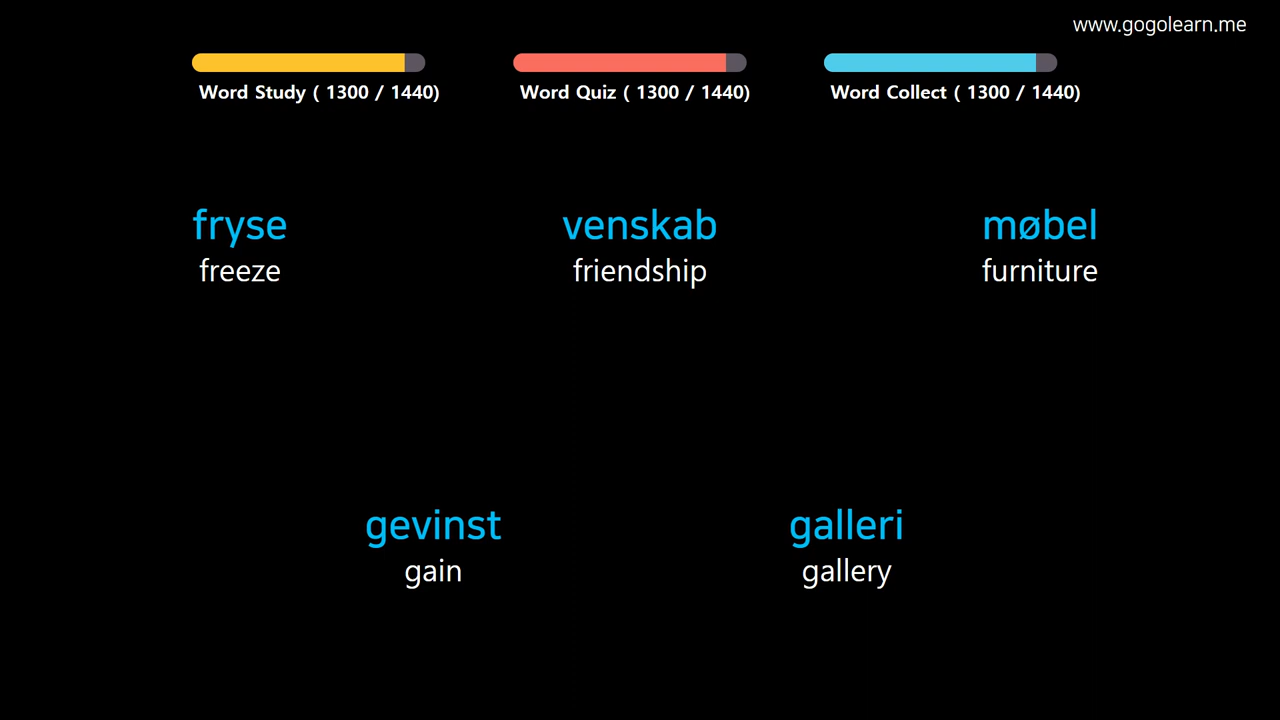 www.gogolearn.me
Word Study ( 1300 / 1440)
Word Quiz ( 1300 / 1440)
Word Collect ( 1300 / 1440)
fryse
freeze
venskab
friendship
møbel
furniture
gevinst
gain
galleri
gallery